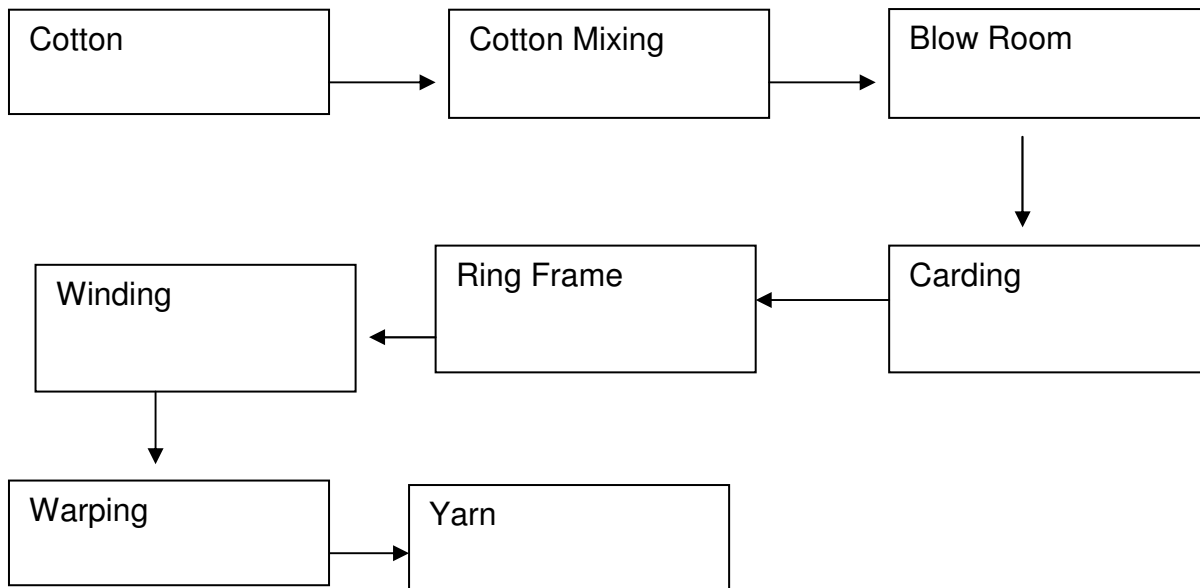 Cotton
Cotton Mixing
Blow Room
Carding
Ring Frame
Winding
Warping
Yarn